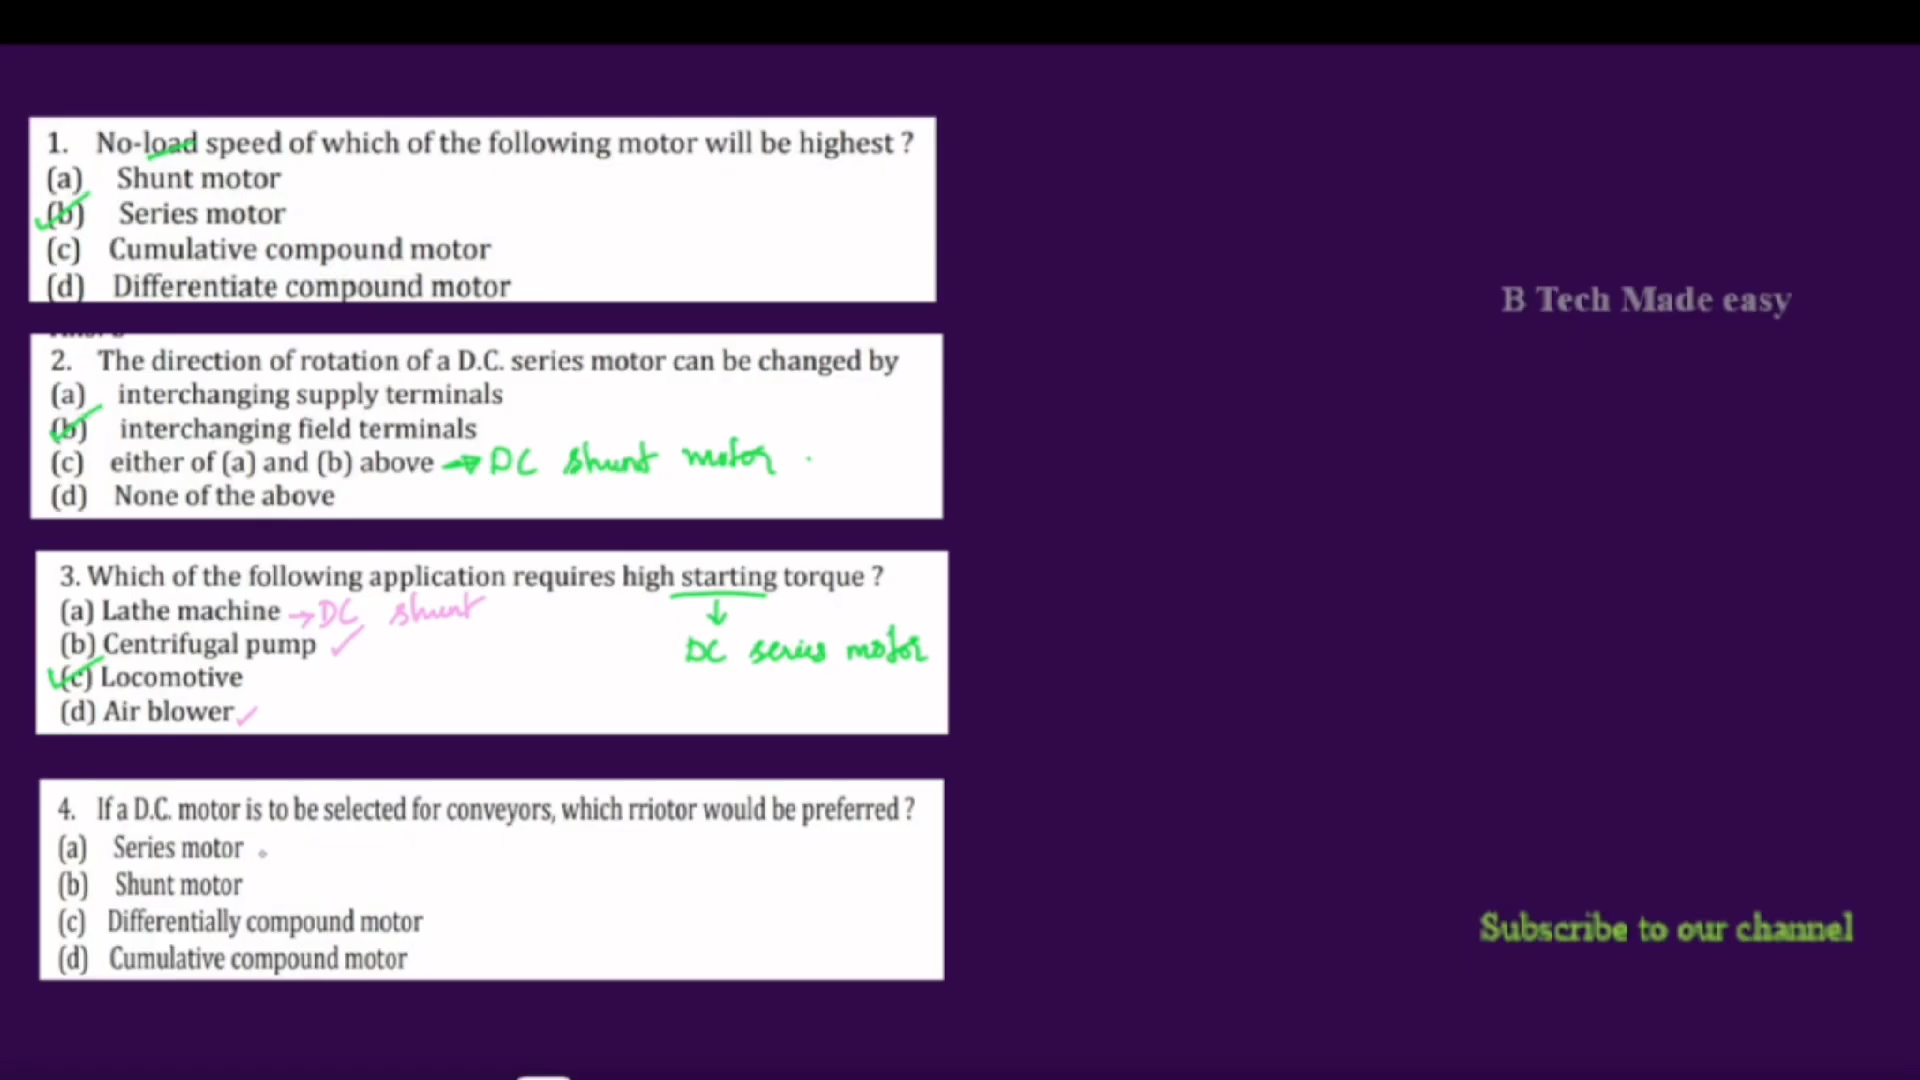 1. No-load speed of which of the following motor will be highest ?
(a) Shunt motor
(b) Series motor
(c) Cumulative compound motor
(d) Differentiate compound motor
B Tech Made easy
2. The direction of rotation of a D.C. series motor can be changed by
(a) interchanging supply terminals
(b) interchanging field terminals
(c) either of (a) and (b) above → DC shunt motor
(d) None of the above
3. Which of the following application requires high starting torque ?
(a) Lathe machine → DC shunt
(b) Centrifugal pump
DC series motor
(c) Locomotive
(d) Air blower
4. If a D.C. motor is to be selected for conveyors, which rriotor would be preferred ?
(a) Series motor
(b) Shunt motor
(c) Differentially compound motor
(d) Cumulative compound motor
Subscribe to our channel